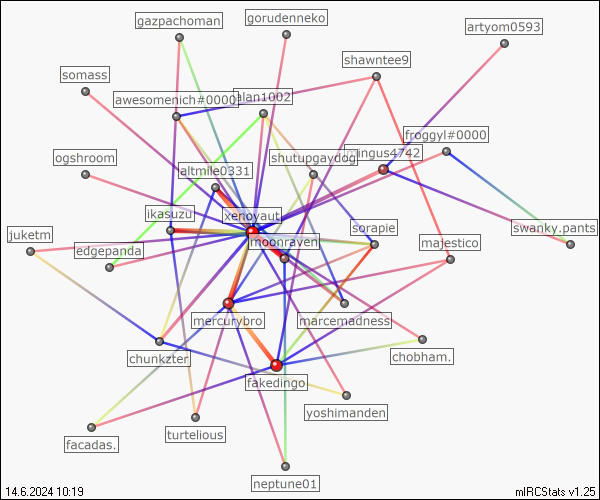 gazpachoman
gorudenneko
artyom0593
shawntee9
somass
awesomenich#0000
alan1002
froggyl#0000
mingus4742
shutupgaydog
ogshroom
altmile0331
ikasuzu
xenoyaut
swanky.pants
sorapie
juketm
edgepanda
moonraven
majestico
mercurybro
marcemadness
chunkzter
chobham.
fakedingo
yoshimanden
turtelious
facadas.
neptune01
14.6.2024 10:19
mIRCStats v1.25